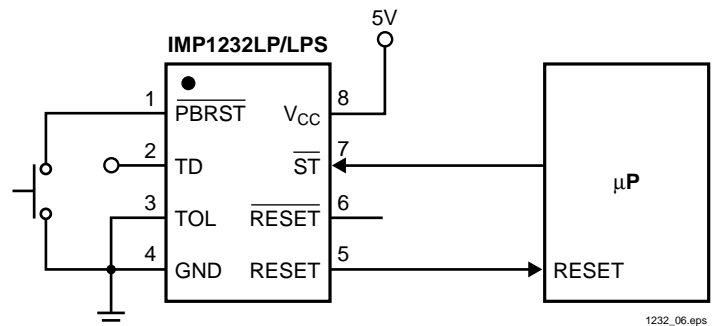 5V
IMP1232LP/LPS
1 PBRST VCC 8
2 TD ST 7
μP
3 TOL RESET 6
4 GND RESET 5 RESET
1232_06.eps